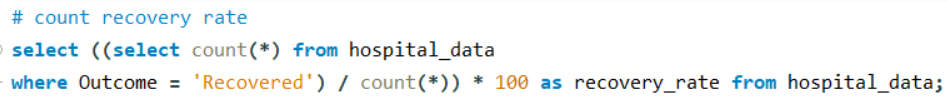 # count recovery rate
select ((select count(*) from hospital_data
where Outcome = 'Recovered') / count(*)) * 100 as recovery_rate from hospital_data;